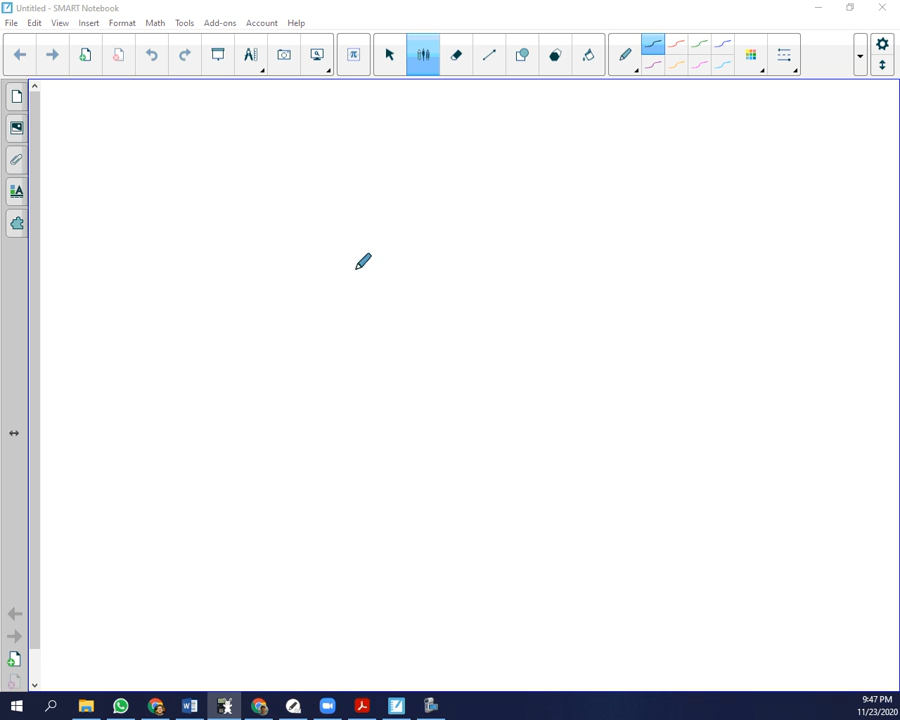 Untitled - SMART Notebook
File Edit View Insert Format Math Tools Add-ons Account Help
π
A
A
W
9:47 PM
11/23/2020